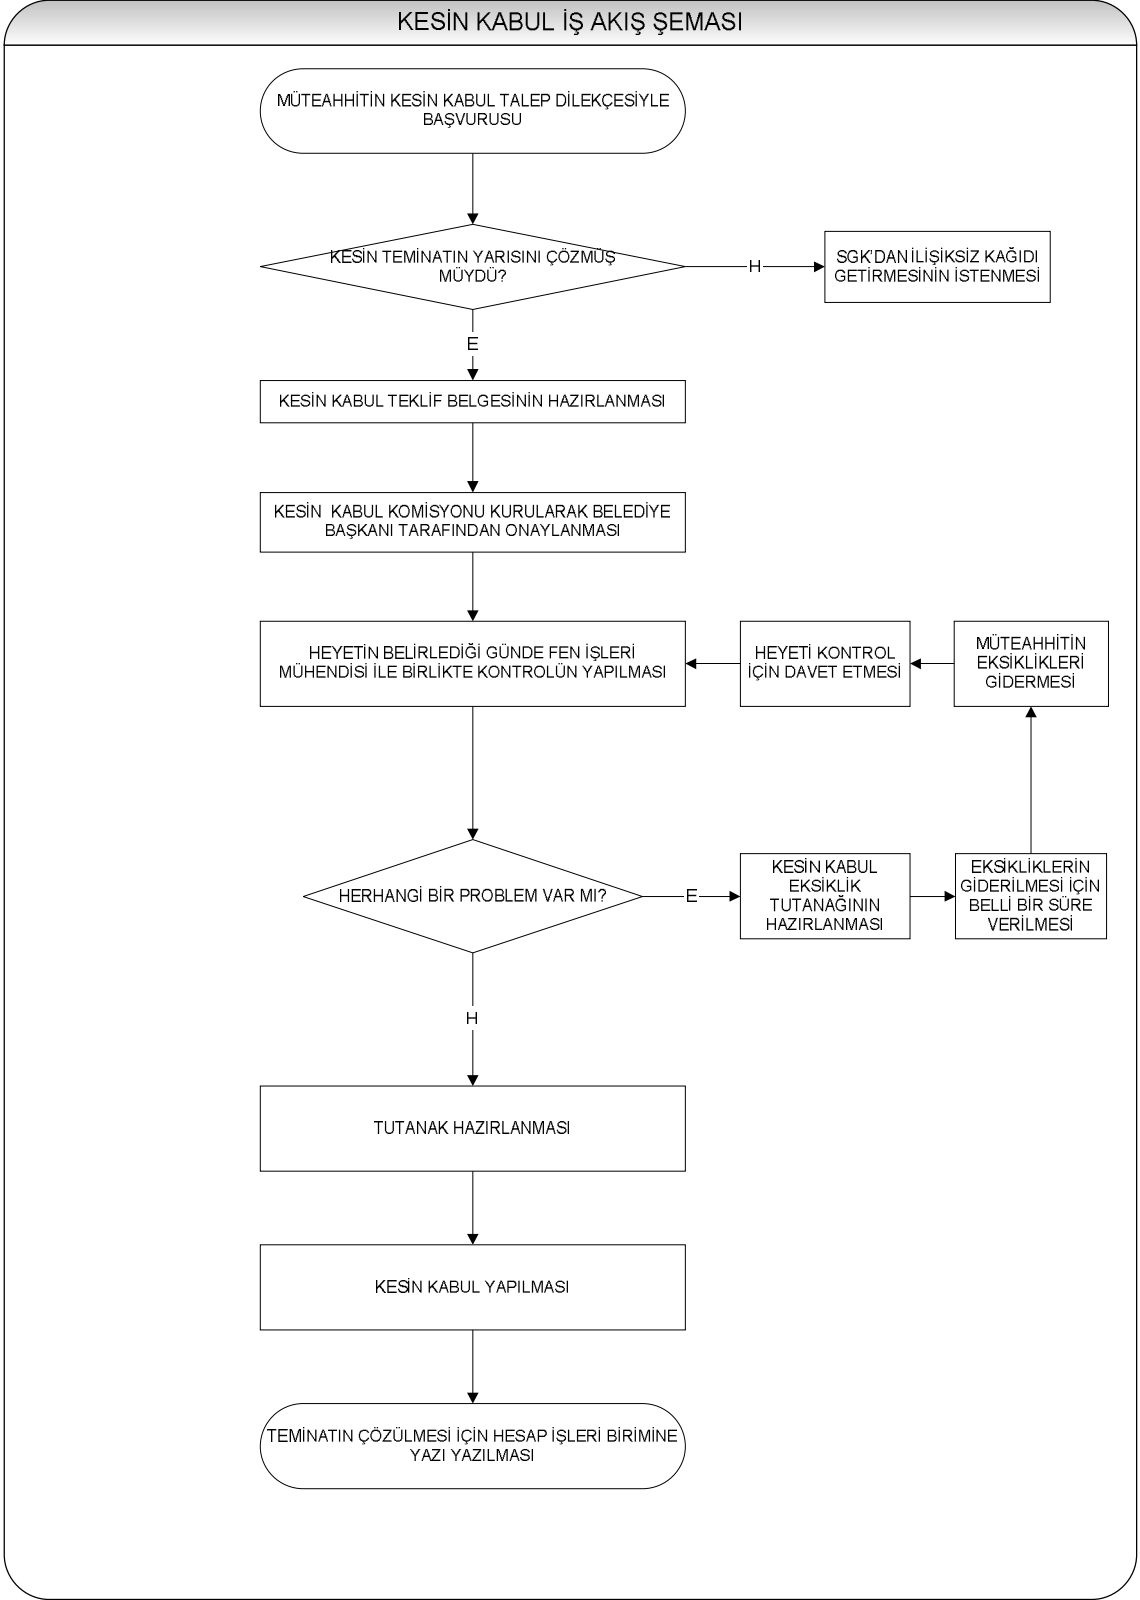 KESİN KABUL İŞ AKIŞ ŞEMASI
MÜTEAHHİTİN KESİN KABUL TALEP DİLEKÇESİYLE
BAŞVURUSU
KESİN TEMİNATIN YARISINI ÇÖZMÜŞ
MÜYDÜ?
H
SGK'DAN İLİŞİKSİZ KAĞIDI
GETİRMESİNİN İSTENMESİ
E
KESİN KABUL TEKLİF BELGESİNİN HAZIRLANMASI
KESİN KABUL KOMİSYONU KURULARAK BELEDİYE
BAŞKANI TARAFINDAN ONAYLANMASI
HEYETİN BELİRLEDİĞİ GÜNDE FEN İŞLERİ
MÜHENDİSİ İLE BİRLİKTE KONTROLÜN YAPILMASI
HEYETİ KONTROL
İÇİN DAVET ETMESİ
MÜTEAHHİTİN
EKSİKLİKLERİ
GİDERMESİ
HERHANGİ BİR PROBLEM VAR MI?
E
KESİN KABUL
EKSİKLİK
TUTANAĞININ
HAZIRLANMASI
EKSİKLİKLERİN
GİDERİLMESİ İÇİN
BELLİ BİR SÜRE
VERİLMESİ
H
TUTANAK HAZIRLANMASI
KESİN KABUL YAPILMASI
TEMİNATIN ÇÖZÜLMESİ İÇİN HESAP İŞLERİ BİRİMİNE
YAZI YAZILMASI